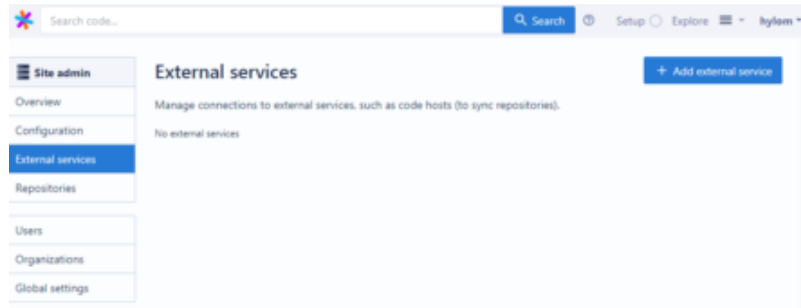 Search code...
Search
Setup
Explore
hylom
Site admin
Overview
Configuration
External services
Repositories
Users
Organizations
Global settings
External services
+ Add external service
Manage connections to external services, such as code hosts (to sync repositories).
No external services